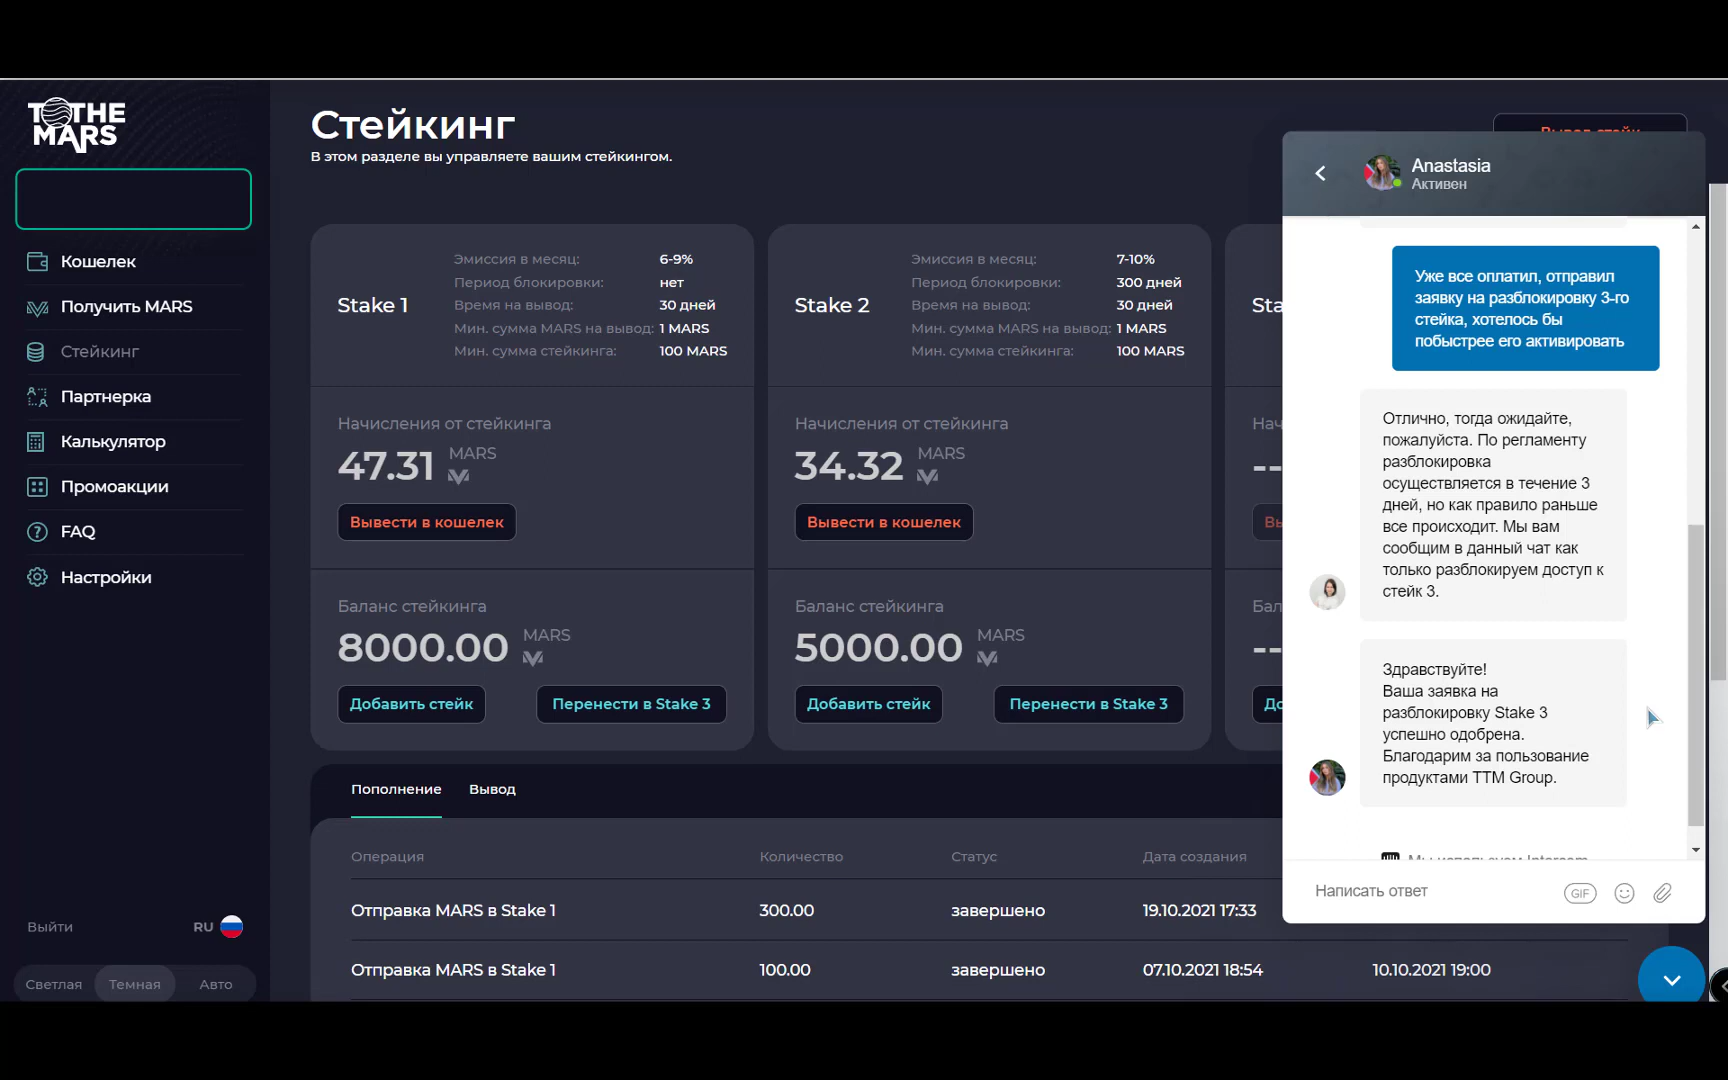 TOTHE
MARS
Кошелек
Получить MARS
Стейкинг
Партнерка
Калькулятор
Промоакции
FAQ
Настройки
Выйти
RU
Светлая
Темная
Авто
Стейкинг
В этом разделе вы управляете вашим стейкингом.
Stake 1
Эмиссия в месяц: 6-9%
Период блокировки: нет
Время на вывод: 30 дней
Мин. сумма MARS на вывод: 1 MARS
Мин. сумма стейкинга: 100 MARS
Начисления от стейкинга
47.31 MARS
Вывести в кошелек
Баланс стейкинга
8000.00 MARS
Добавить стейк
Перенести в Stake 3
Stake 2
Эмиссия в месяц: 7-10%
Период блокировки: 300 дней
Время на вывод: 30 дней
Мин. сумма MARS на вывод: 1 MARS
Мин. сумма стейкинга: 100 MARS
Начисления от стейкинга
34.32 MARS
Вывести в кошелек
Баланс стейкинга
5000.00 MARS
Добавить стейк
Перенести в Stake 3
Sta
Нач
--
Вы
Бал
--
До
Пополнение
Вывод
Операция Количество Статус Дата создания
Отправка MARS в Stake 1 300.00 завершено 19.10.2021 17:33
Отправка MARS в Stake 1 100.00 завершено 07.10.2021 18:54 10.10.2021 19:00
Anastasia
Активен
Уже все оплатил, отправил
заявку на разблокировку 3-го
стейка, хотелось бы
побыстрее его активировать
Отлично, тогда ожидайте,
пожалуйста. По регламенту
разблокировка
осуществляется в течение 3
дней, но как правило раньше
все происходит. Мы вам
сообщим в данный чат как
только разблокируем доступ к
стейк 3.
Здравствуйте!
Ваша заявка на
разблокировку Stake 3
успешно одобрена.
Благодарим за пользование
продуктами TTM Group.
Мы используем Intercom
Написать ответ
GIF